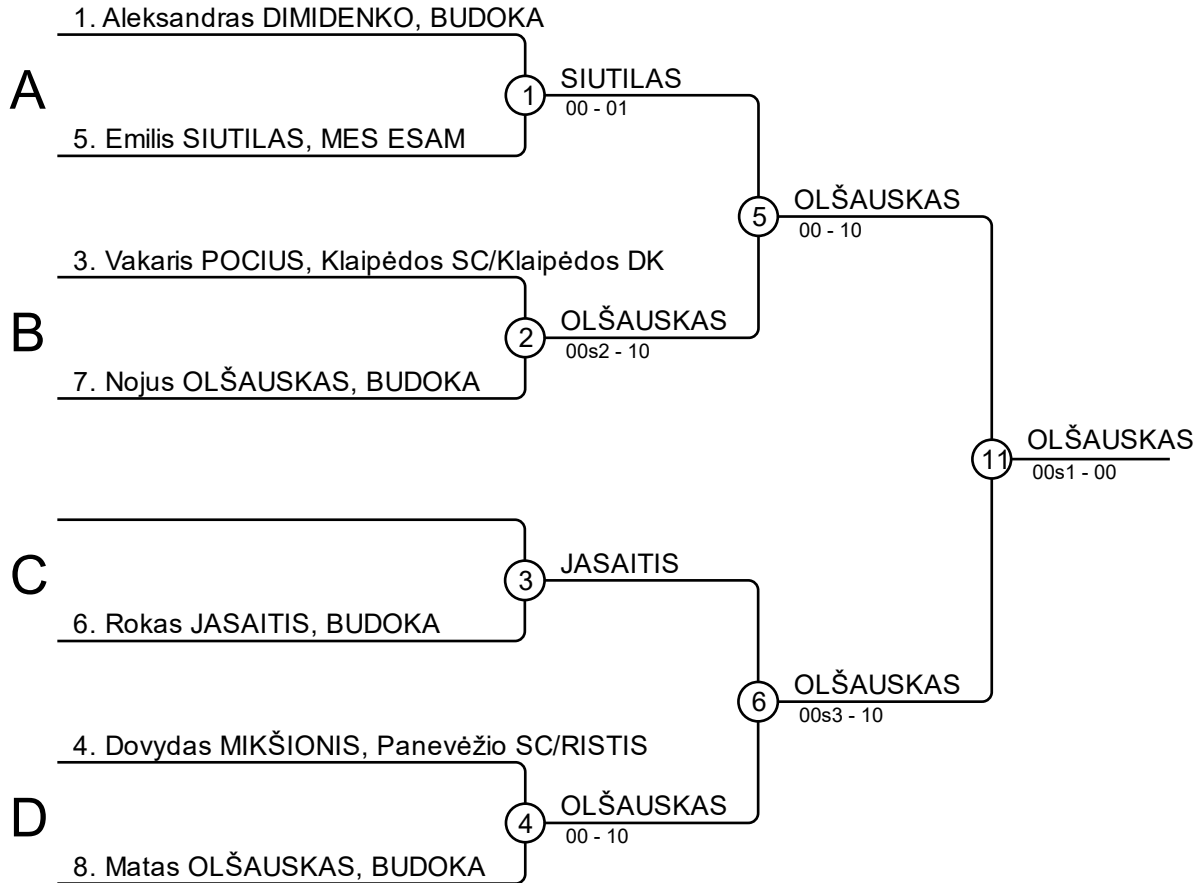 1. Aleksandras DIMIDENKO, BUDOKA
A
1
SIUTILAS
00 - 01
5. Emilis SIUTILAS, MES ESAM
5
OLŠAUSKAS
00 - 10
3. Vakaris POCIUS, Klaipėdos SC/Klaipėdos DK
B
2
OLŠAUSKAS
00s2 - 10
7. Nojus OLŠAUSKAS, BUDOKA
11
OLŠAUSKAS
00s1 - 00
C
3
JASAITIS
6. Rokas JASAITIS, BUDOKA
6
OLŠAUSKAS
00s3 - 10
4. Dovydas MIKŠIONIS, Panevėžio SC/RISTIS
D
4
OLŠAUSKAS
00 - 10
8. Matas OLŠAUSKAS, BUDOKA